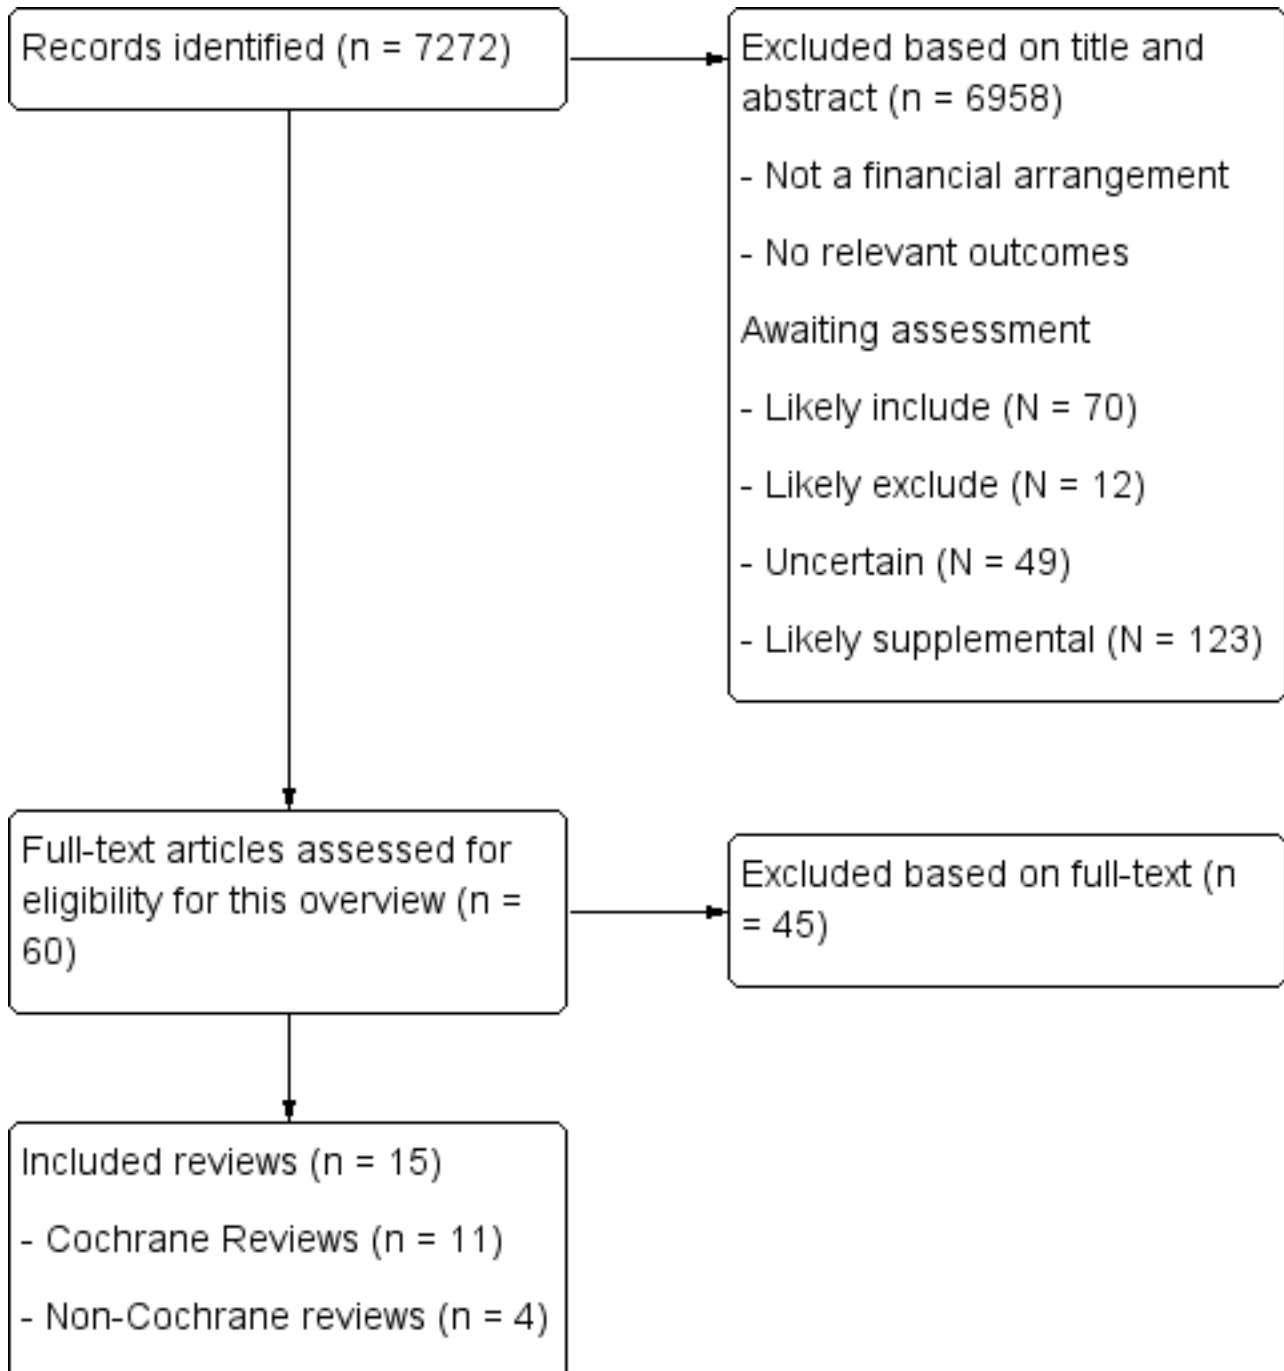 Records identified (n = 7272)
Excluded based on title and
abstract (n = 6958)
- Not a financial arrangement
- No relevant outcomes
Awaiting assessment
- Likely include (N = 70)
- Likely exclude (N = 12)
- Uncertain (N = 49)
- Likely supplemental (N = 123)
Full-text articles assessed for
eligibility for this overview (n =
60)
Excluded based on full-text (n
= 45)
Included reviews (n = 15)
- Cochrane Reviews (n = 11)
- Non-Cochrane reviews (n = 4)